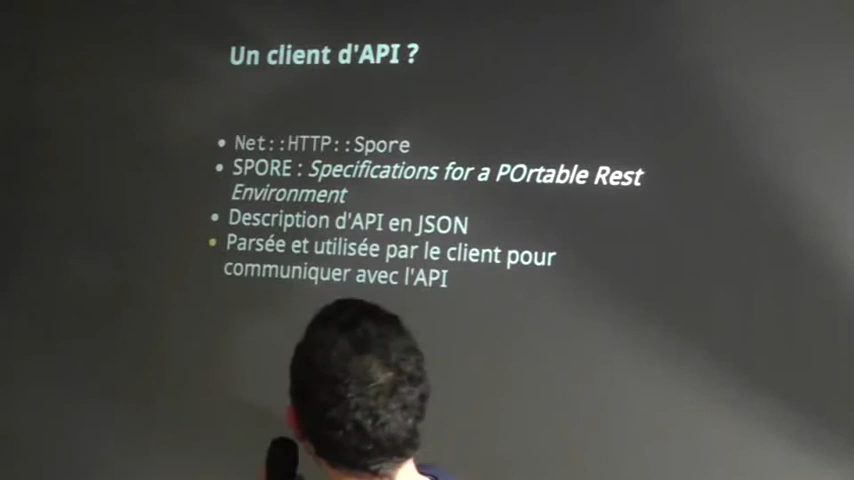 Un client d'API ?
• Net::HTTP::Spore
• SPORE : Specifications for a POrtable Rest
Environment
• Description d'API en JSON
• Parsée et utilisée par le client pour
communiquer avec l'API